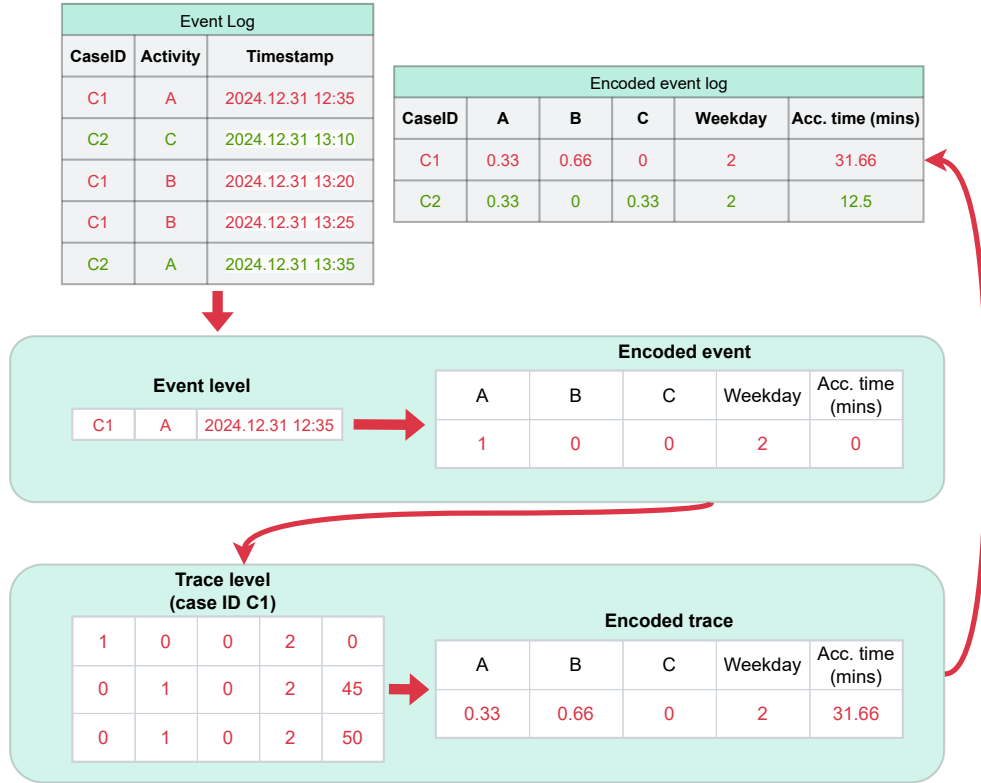 Event Log
CaseID Activity Timestamp
C1 A 2024.12.31 12:35
C2 C 2024.12.31 13:10
C1 B 2024.12.31 13:20
C1 B 2024.12.31 13:25
C2 A 2024.12.31 13:35
Encoded event log
CaseID A B C Weekday Acc. time (mins)
C1 0.33 0.66 0 2 31.66
C2 0.33 0 0.33 2 12.5
Event level
C1 A 2024.12.31 12:35
Encoded event
A B C Weekday Acc. time
(mins)
1 0 0 2 0
Trace level
(case ID C1)
1 0 0 2 0
0 1 0 2 45
0 1 0 2 50
Encoded trace
A B C Weekday Acc. time
(mins)
0.33 0.66 0 2 31.66